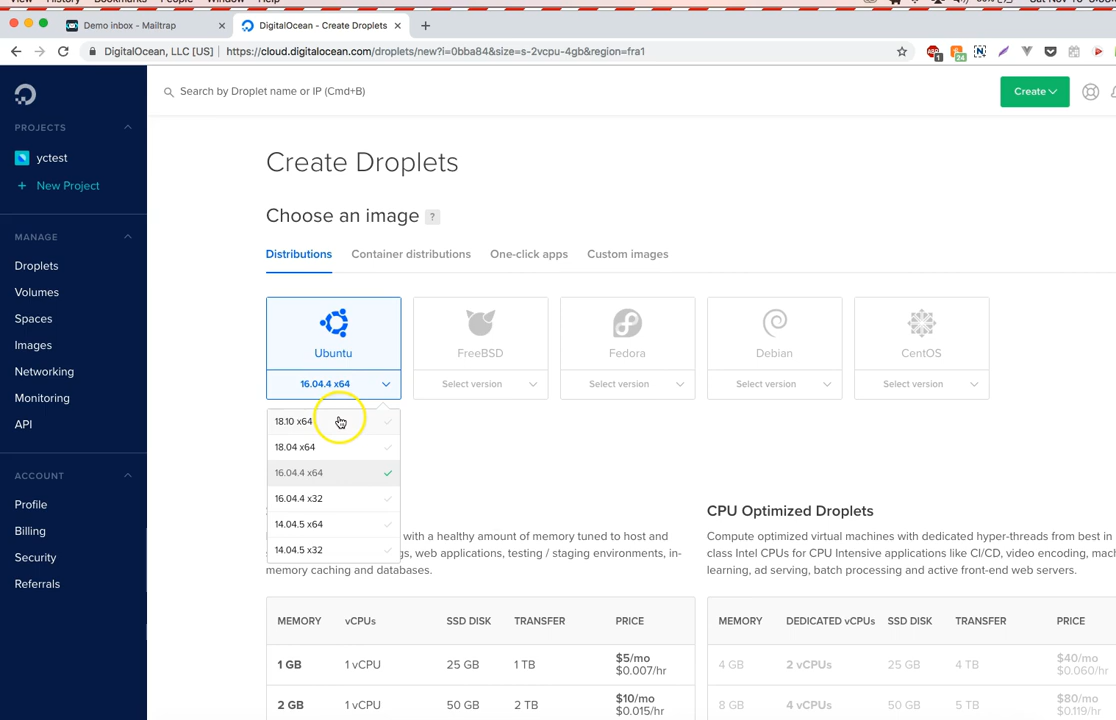 View History Bookmarks People Window Help
Demo inbox - Mailtrap
DigitalOcean - Create Droplets
DigitalOcean, LLC [US]
https://cloud.digitalocean.com/droplets/new?i=0bba84&size=s-2vcpu-4gb&region=fra1
1
24
Search by Droplet name or IP (Cmd+B)
Create
PROJECTS
yctest
+ New Project
MANAGE
Droplets
Volumes
Spaces
Images
Networking
Monitoring
API
ACCOUNT
Profile
Billing
Security
Referrals
Create Droplets
Choose an image ?
Distributions
Container distributions
One-click apps
Custom images
Ubuntu
16.04.4 x64
FreeBSD
Select version
Fedora
Select version
Debian
Select version
CentOS
Select version
18.10 x64
18.04 x64
16.04.4 x64
16.04.4 x32
14.04.5 x64
14.04.5 x32
with a healthy amount of memory tuned to host and
gs, web applications, testing / staging environments, in-
memory caching and databases.
MEMORY vCPUs SSD DISK TRANSFER PRICE
1 GB 1 vCPU 25 GB 1 TB $5/mo
$0.007/hr
2 GB 1 vCPU 50 GB 2 TB $10/mo
$0.015/hr
CPU Optimized Droplets
Compute optimized virtual machines with dedicated hyper-threads from best in
class Intel CPUs for CPU Intensive applications like CI/CD, video encoding, mach
learning, ad serving, batch processing and active front-end web servers.
MEMORY DEDICATED vCPUs SSD DISK TRANSFER PRICE
4 GB 2 vCPUs 25 GB 4 TB $40/mo
$0.060/hr
8 GB 4 vCPUs 50 GB 5 TB $80/mo
$0.119/hr